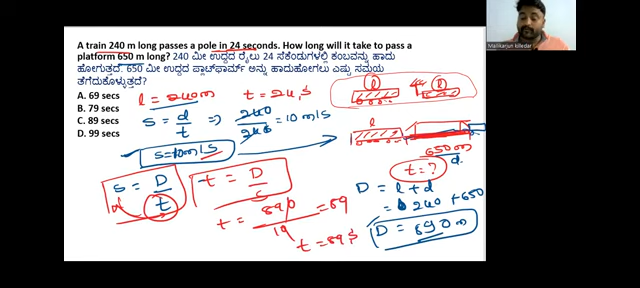 A train 240 m long passes a pole in 24 seconds. How long will it take to pass a
platform 650 m long? 240 ಮೀ ಉದ್ದದ ರೈಲು 24 ಸೆಕೆಂಡುಗಳಲ್ಲಿ ಕಂಬವನ್ನು ಹಾದು
ಹೋಗುತ್ತದೆ. 650 ಮೀ ಉದ್ದದ ಪ್ಲಾಟ್‌ಫಾರ್ಮ್ ಅನ್ನು ಹಾದುಹೋಗಲು ಎಷ್ಟು ಸಮಯ
ತೆಗೆದುಕೊಳ್ಳುತ್ತದೆ?
A. 69 secs
B. 79 secs
C. 89 secs
D. 99 secs
l = 240m t = 24 s
S = d/t => 240/24 = 10 m/s
S = 10 m/s
S = D/t
t = D/S
t = 890/10 = 89
t = 89 s
l
l
l
650m
d
t = ?
D = l + d
= 240 + 650
D = 890 m
Mallikarjun killedar